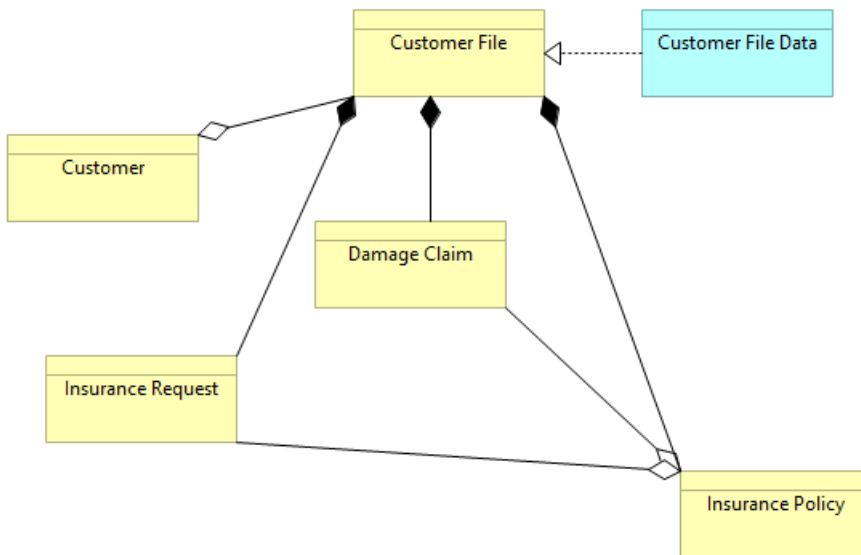 Customer File
Customer File Data
Customer
Damage Claim
Insurance Request
Insurance Policy